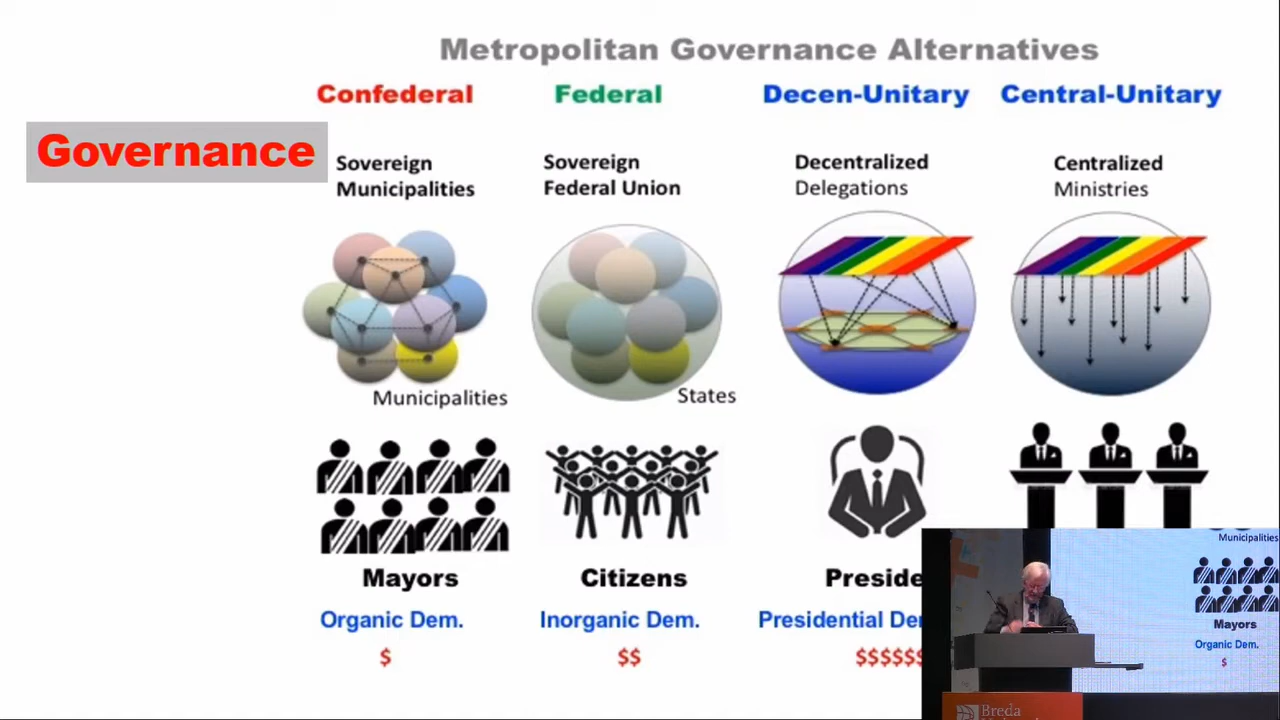 Metropolitan Governance Alternatives
Confederal Federal Decen-Unitary Central-Unitary
Governance
Sovereign Municipalities
Sovereign Federal Union
Decentralized Delegations
Centralized Ministries
Municipalities
States
Mayors Citizens Preside
Organic Dem. Inorganic Dem. Presidential De
$ $$ $$$$$$
Municipalities
Mayors
Organic Dem.
$
Breda